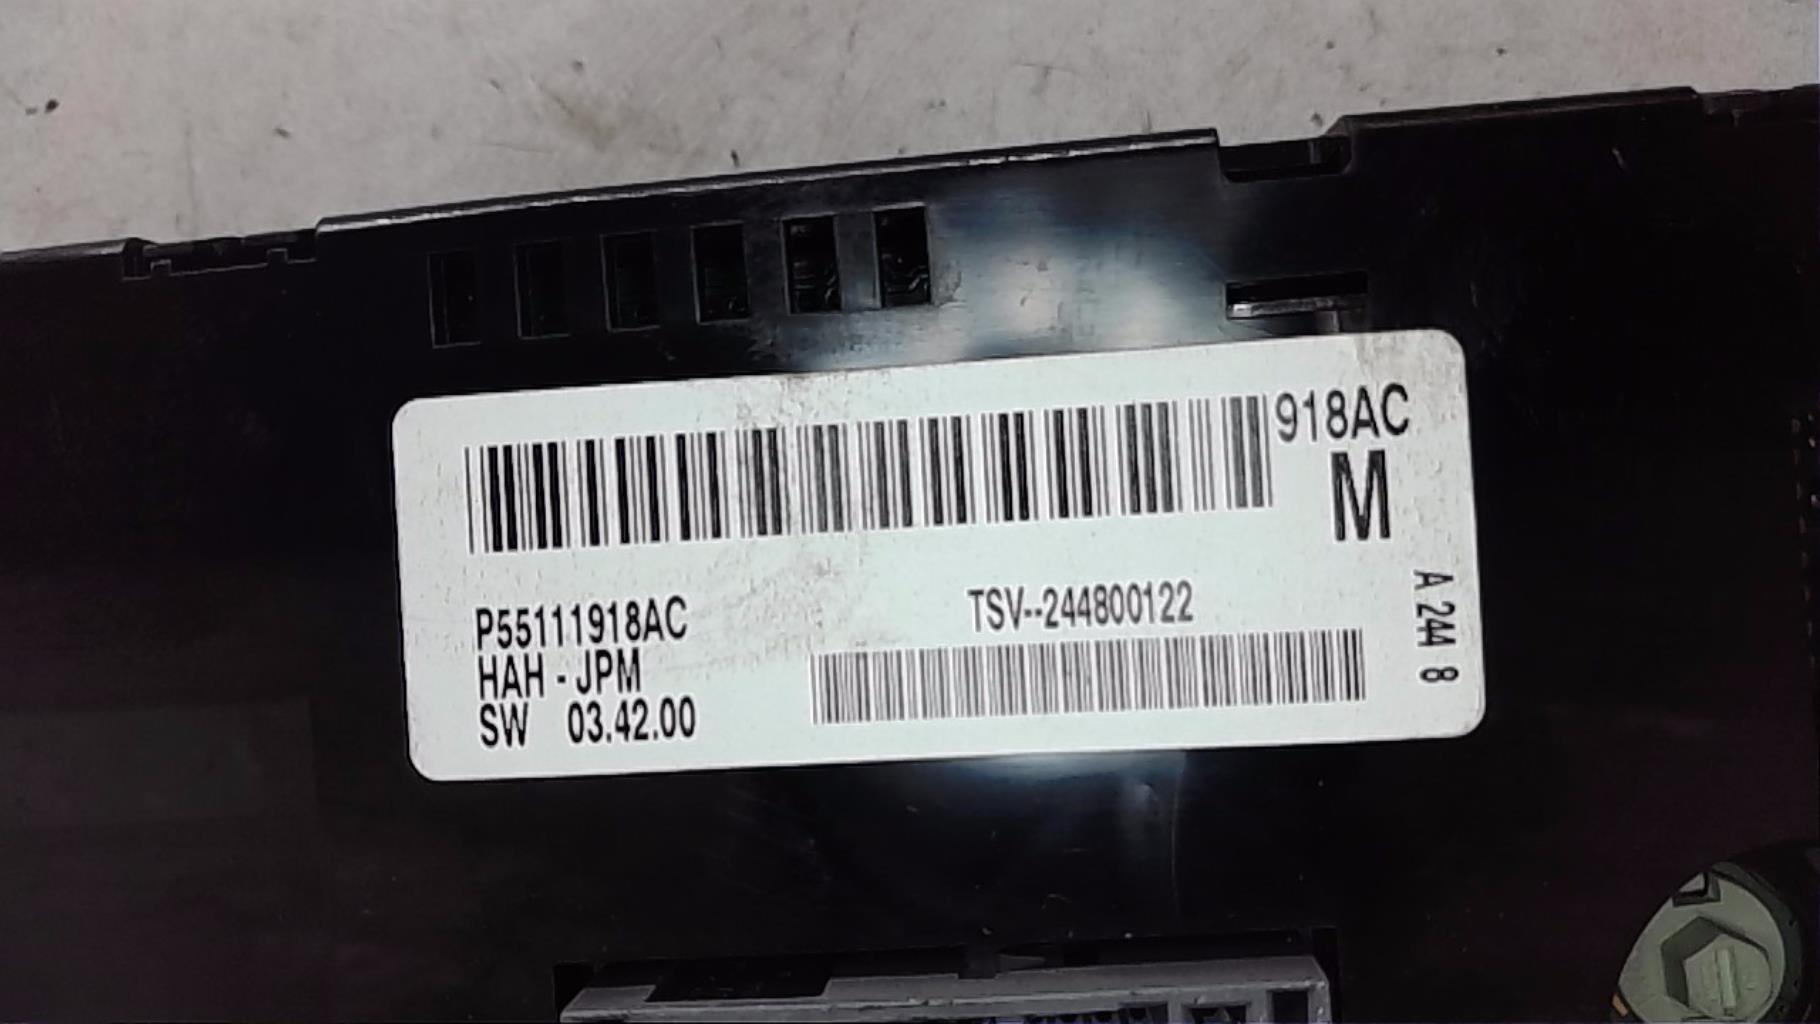 918AC
M
P55111918AC
HAH - JPM
SW 03.42.00
TSV--244800122
A 244 8